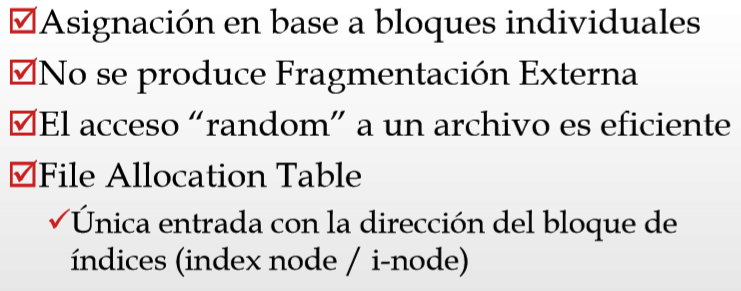 Asignación en base a bloques individuales
No se produce Fragmentación Externa
El acceso “random” a un archivo es eficiente
File Allocation Table
Única entrada con la dirección del bloque de
índices (index node / i-node)